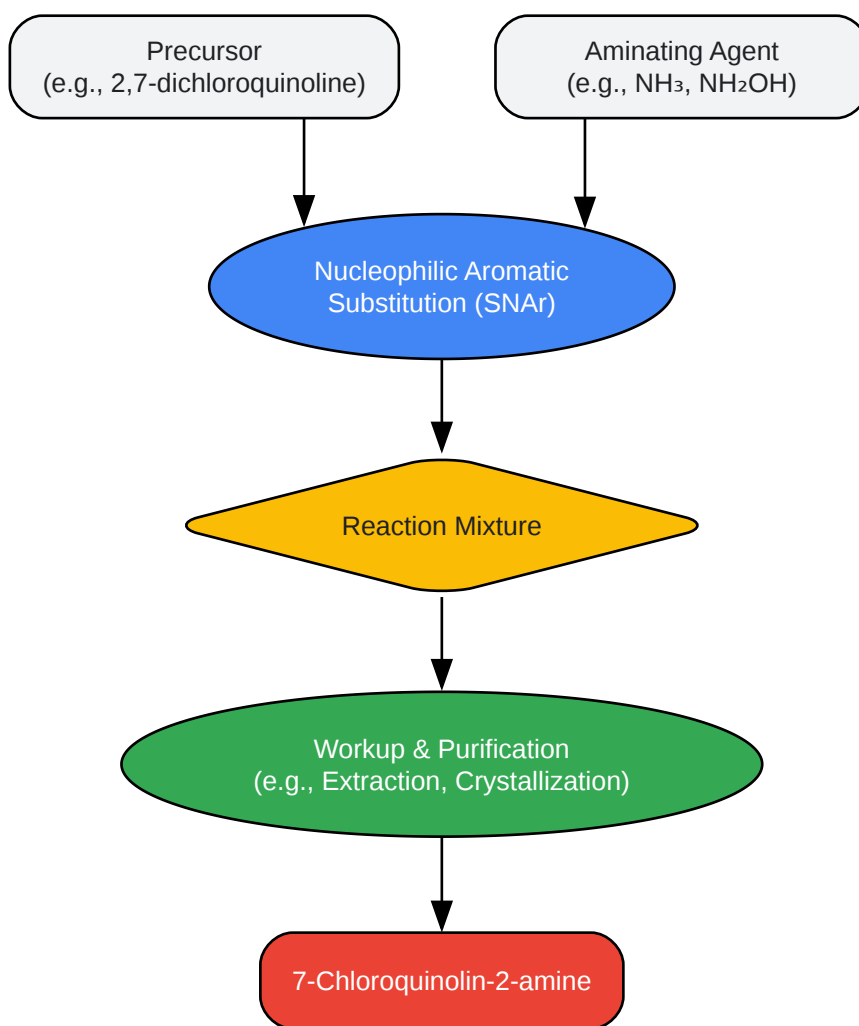 Precursor
(e.g., 2,7-dichloroquinoline)
Aminating Agent
(e.g., NH₃, NH₂OH)
Nucleophilic Aromatic
Substitution (SNAr)
Reaction Mixture
Workup & Purification
(e.g., Extraction, Crystallization)
7-Chloroquinolin-2-amine